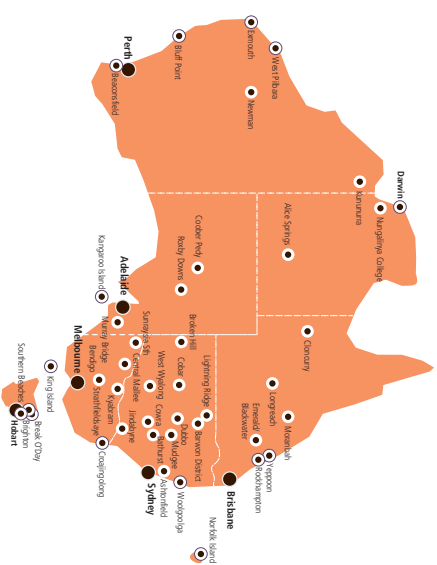 Perth
Beaconsfield
Bluff Point
Exmouth
West Pilbara
Newman
Darwin
Kununurra
Nungalinya College
Alice Springs
Coober Pedy
Roxby Downs
Kangaroo Island
Adelaide
Murray Bridge
Sunraysia Sth
Central Mallee
Broken Hill
Cloncurry
Melbourne
Bendigo
Strathfieldsaye
Kyabram
West Wyalong
Cobar
Lightning Ridge
Longreach
Moranbah
Emerald/
Blackwater
Yeppoon
Rockhampton
Barwon District
Dubbo
Mudgee
Cowra
Bathurst
Jindabyne
Croajingolong
Sydney
Ashtonfield
Woolgoolga
Brisbane
Norfolk Island
King Island
Southern Beaches
Hobart
Brighton
Break O'Day